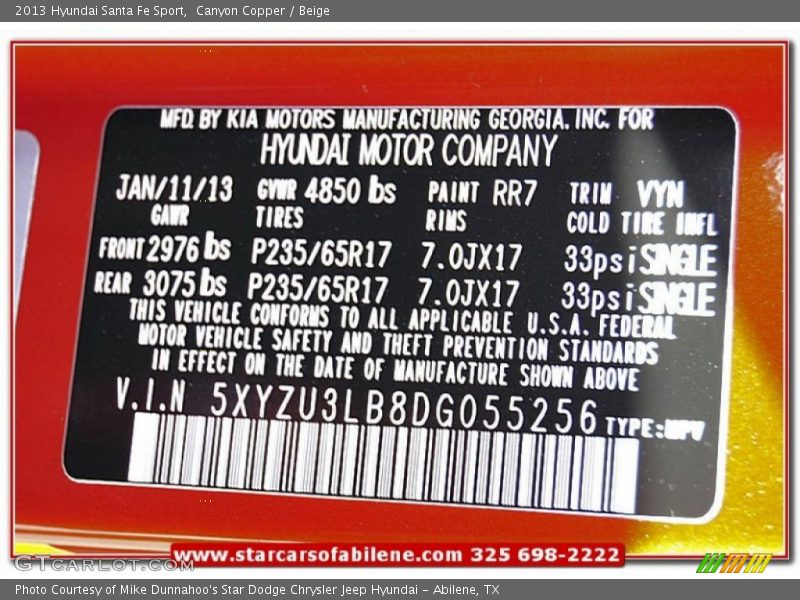 2013 Hyundai Santa Fe Sport,  Canyon Copper / Beige
MFD. BY KIA MOTORS MANUFACTURING GEORGIA. INC. FOR
HYUNDAI MOTOR COMPANY
JAN/11/13 GVWR 4850 lbs PAINT RR7 TRIM VYN
GAWR TIRES RIMS COLD TIRE INFL
FRONT 2976 lbs P235/65R17 7.0JX17 33psi SINGLE
REAR 3075 lbs P235/65R17 7.0JX17 33psi SINGLE
THIS VEHICLE CONFORMS TO ALL APPLICABLE U.S.A. FEDERAL
MOTOR VEHICLE SAFETY AND THEFT PREVENTION STANDARDS
IN EFFECT ON THE DATE OF MANUFACTURE SHOWN ABOVE
V.I.N 5XYZU3LB8DG055256 TYPE:MPV
www.starcarsofabilene.com 325 698-2222
GTcarlot.com
Photo Courtesy of Mike Dunnahoo's Star Dodge Chrysler Jeep Hyundai - Abilene, TX